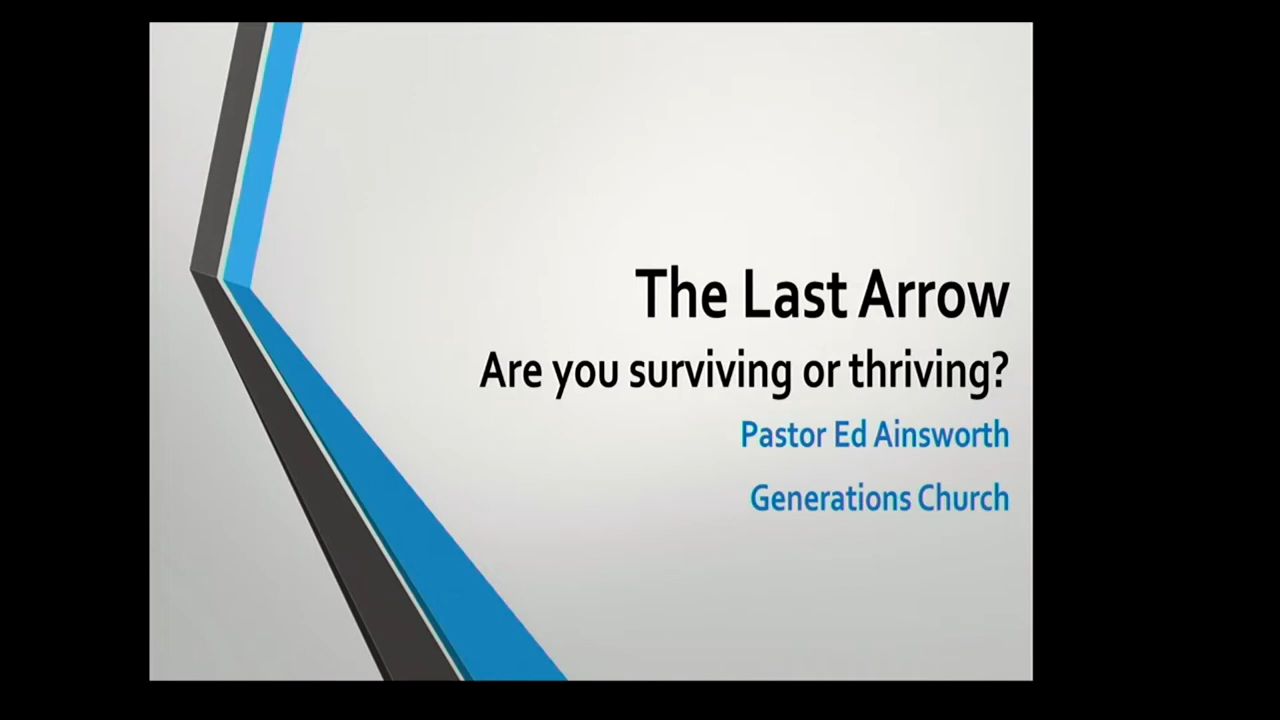 The Last Arrow
Are you surviving or thriving?
Pastor Ed Ainsworth
Generations Church